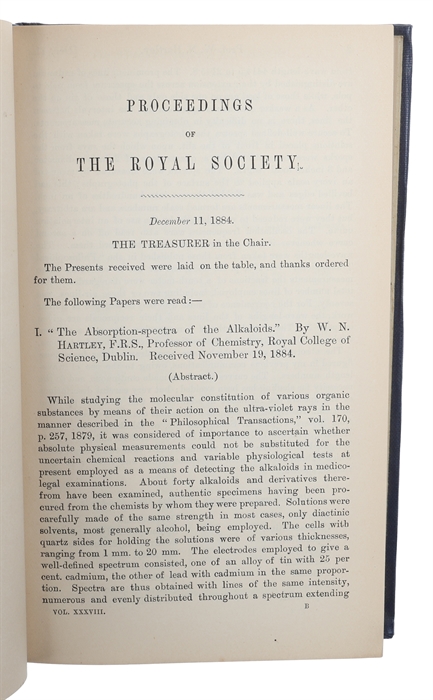 PROCEEDINGS
OF
THE ROYAL SOCIETY.
December 11, 1884.
THE TREASURER in the Chair.
The Presents received were laid on the table, and thanks ordered
for them.
The following Papers were read:—
I. "The Absorption-spectra of the Alkaloids." By W. N.
HARTLEY, F.R.S., Professor of Chemistry, Royal College of
Science, Dublin. Received November 19, 1884.
(Abstract.)
While studying the molecular constitution of various organic
substances by means of their action on the ultra-violet rays in the
manner described in the "Philosophical Transactions," vol. 170,
p. 257, 1879, it was considered of importance to ascertain whether
absolute physical measurements could not be substituted for the
uncertain chemical reactions and variable physiological tests at
present employed as a means of detecting the alkaloids in medico-
legal examinations. About forty alkaloids and derivatives there-
from have been examined, authentic specimens having been pro-
cured from the chemists by whom they were prepared. Solutions were
carefully made of the same strength in most cases, only diactinic
solvents, most generally alcohol, being employed. The cells with
quartz sides for holding the solutions were of various thicknesses,
ranging from 1 mm. to 20 mm. The electrodes employed to give a
well-defined spectrum consisted, one of an alloy of tin with 25 per
cent. cadmium, the other of lead with cadmium in the same propor-
tion. Spectra are thus obtained with lines of the same intensity,
numerous and evenly distributed throughout a spectrum extending
VOL. XXXVIII. B